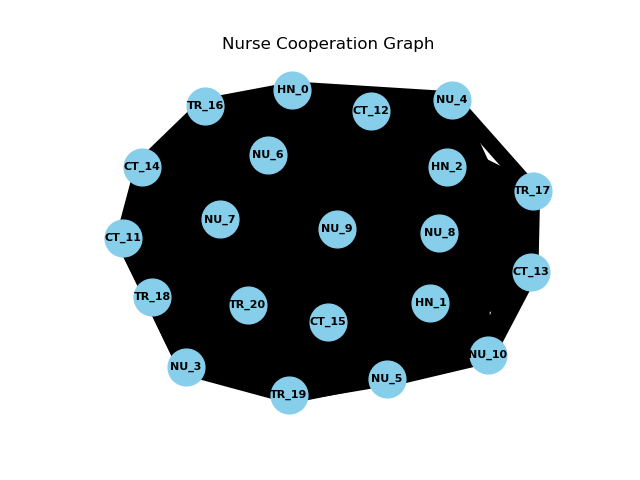 Nurse Cooperation Graph
HN_0
NU_4
TR_16
CT_12
NU_6
CT_14
HN_2
TR_17
NU_7
NU_9
NU_8
CT_11
CT_13
TR_18
TR_20
HN_1
CT_15
NU_10
NU_3
NU_5
TR_19